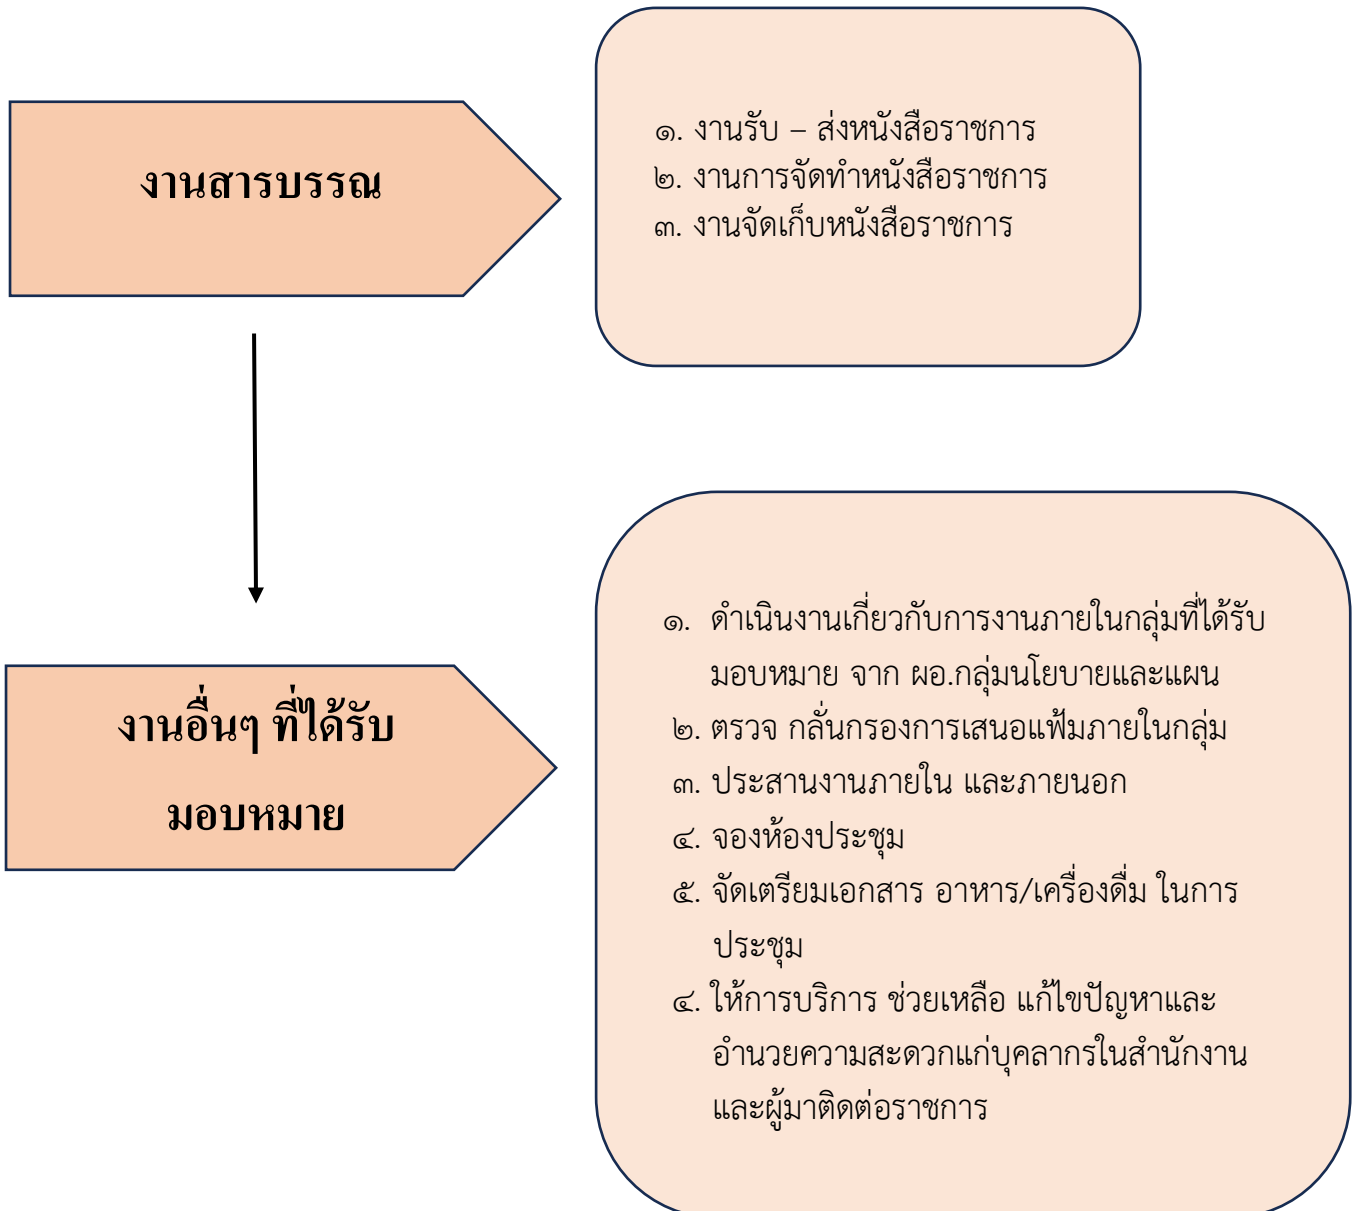 งานสารบรรณ
๑. งานรับ – ส่งหนังสือราชการ
๒. งานการจัดทำหนังสือราชการ
๓. งานจัดเก็บหนังสือราชการ
งานอื่นๆ ที่ได้รับ
มอบหมาย
๑. ดำเนินงานเกี่ยวกับการงานภายในกลุ่มที่ได้รับ
มอบหมาย จาก ผอ.กลุ่มนโยบายและแผน
๒. ตรวจ กลั่นกรองการเสนอแฟ้มภายในกลุ่ม
๓. ประสานงานภายใน และภายนอก
๔. จองห้องประชุม
๕. จัดเตรียมเอกสาร อาหาร/เครื่องดื่ม ในการ
ประชุม
๔. ให้การบริการ ช่วยเหลือ แก้ไขปัญหาและ
อำนวยความสะดวกแก่บุคลากรในสำนักงาน
และผู้มาติดต่อราชการ